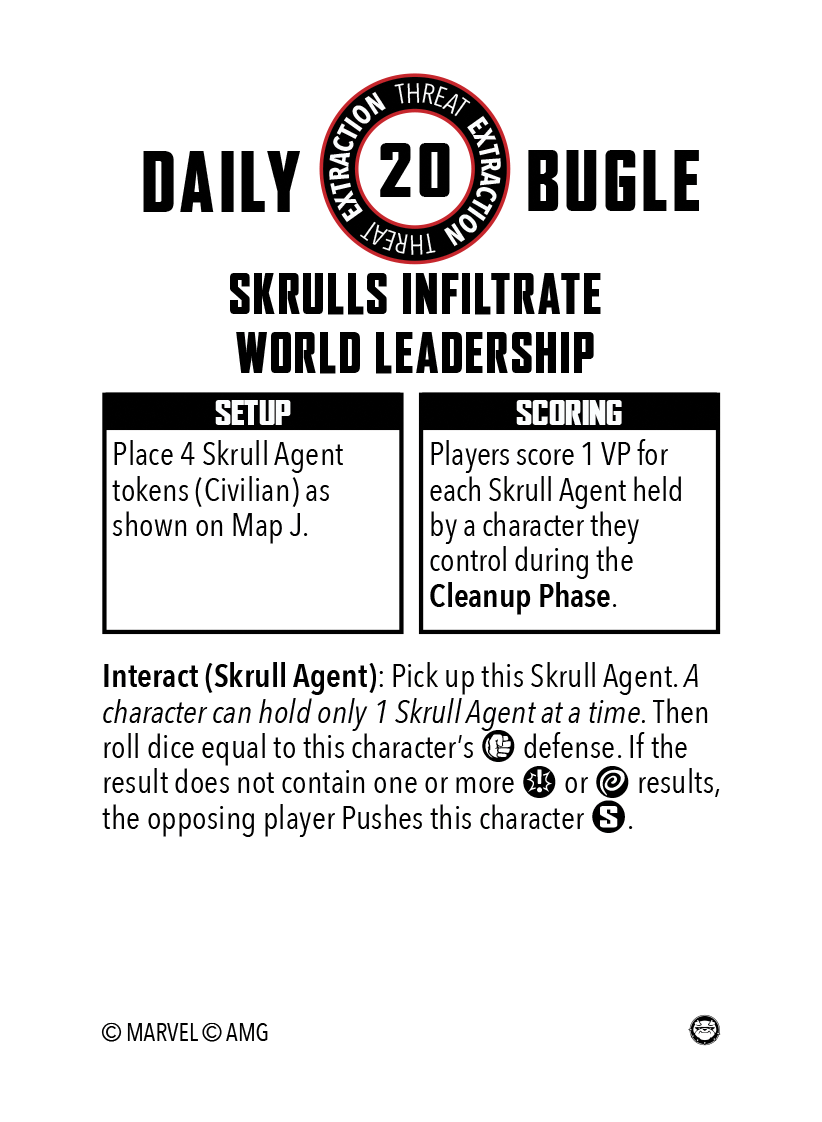 DAILY
THREAT EXTRACTION THREAT EXTRACTION
20
BUGLE
SKRULLS INFILTRATE
WORLD LEADERSHIP
SETUP
Place 4 Skrull Agent
tokens (Civilian) as
shown on Map J.
SCORING
Players score 1 VP for
each Skrull Agent held
by a character they
control during the
Cleanup Phase.
Interact (Skrull Agent): Pick up this Skrull Agent. A
character can hold only 1 Skrull Agent at a time. Then
roll dice equal to this character's defense. If the
result does not contain one or more or results,
the opposing player Pushes this character S.
© MARVEL © AMG